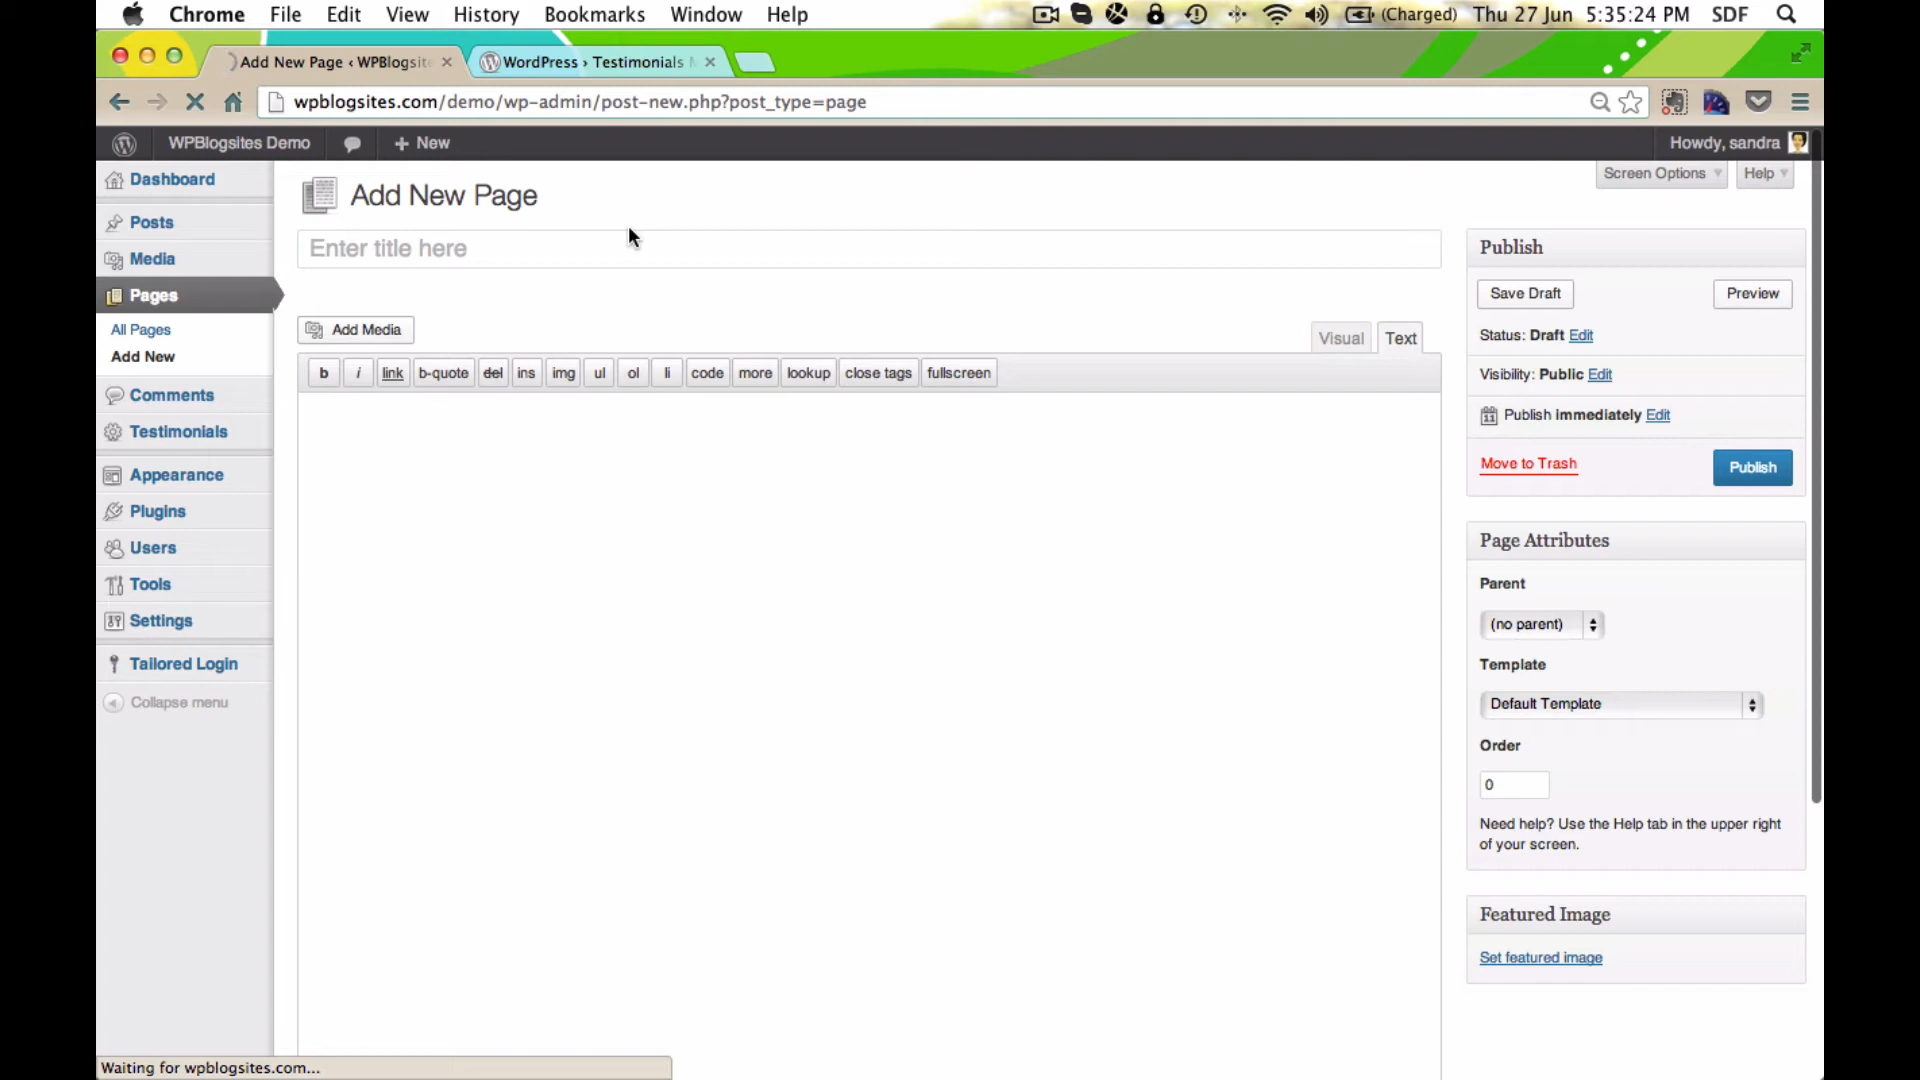 Chrome File Edit View History Bookmarks Window Help (Charged) Thu 27 Jun 5:35:24 PM SDF
Add New Page ‹ WPBlogsite WordPress › Testimonials
wpblogsites.com/demo/wp-admin/post-new.php?post_type=page
WPBlogsites Demo + New Howdy, sandra
Screen Options Help
Dashboard
Posts
Media
Pages
All Pages
Add New
Comments
Testimonials
Appearance
Plugins
Users
Tools
Settings
Tailored Login
Collapse menu
Add New Page
Enter title here
Add Media
Visual Text
b i link b-quote del ins img ul ol li code more lookup close tags fullscreen
Publish
Save Draft Preview
Status: Draft Edit
Visibility: Public Edit
11 Publish immediately Edit
Move to Trash Publish
Page Attributes
Parent
(no parent)
Template
Default Template
Order
0
Need help? Use the Help tab in the upper right
of your screen.
Featured Image
Set featured image
Waiting for wpblogsites.com...